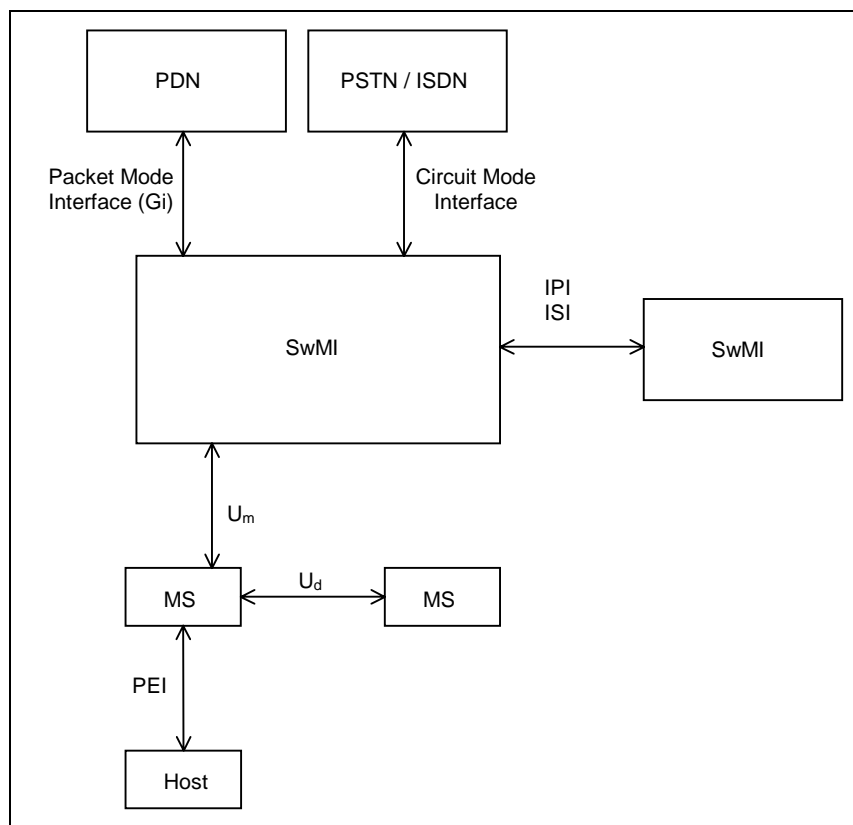 PDN
PSTN / ISDN
Packet Mode
Interface (Gi)
Circuit Mode
Interface
IPI
ISI
SwMI
SwMI
Um
Ud
MS
MS
PEI
Host